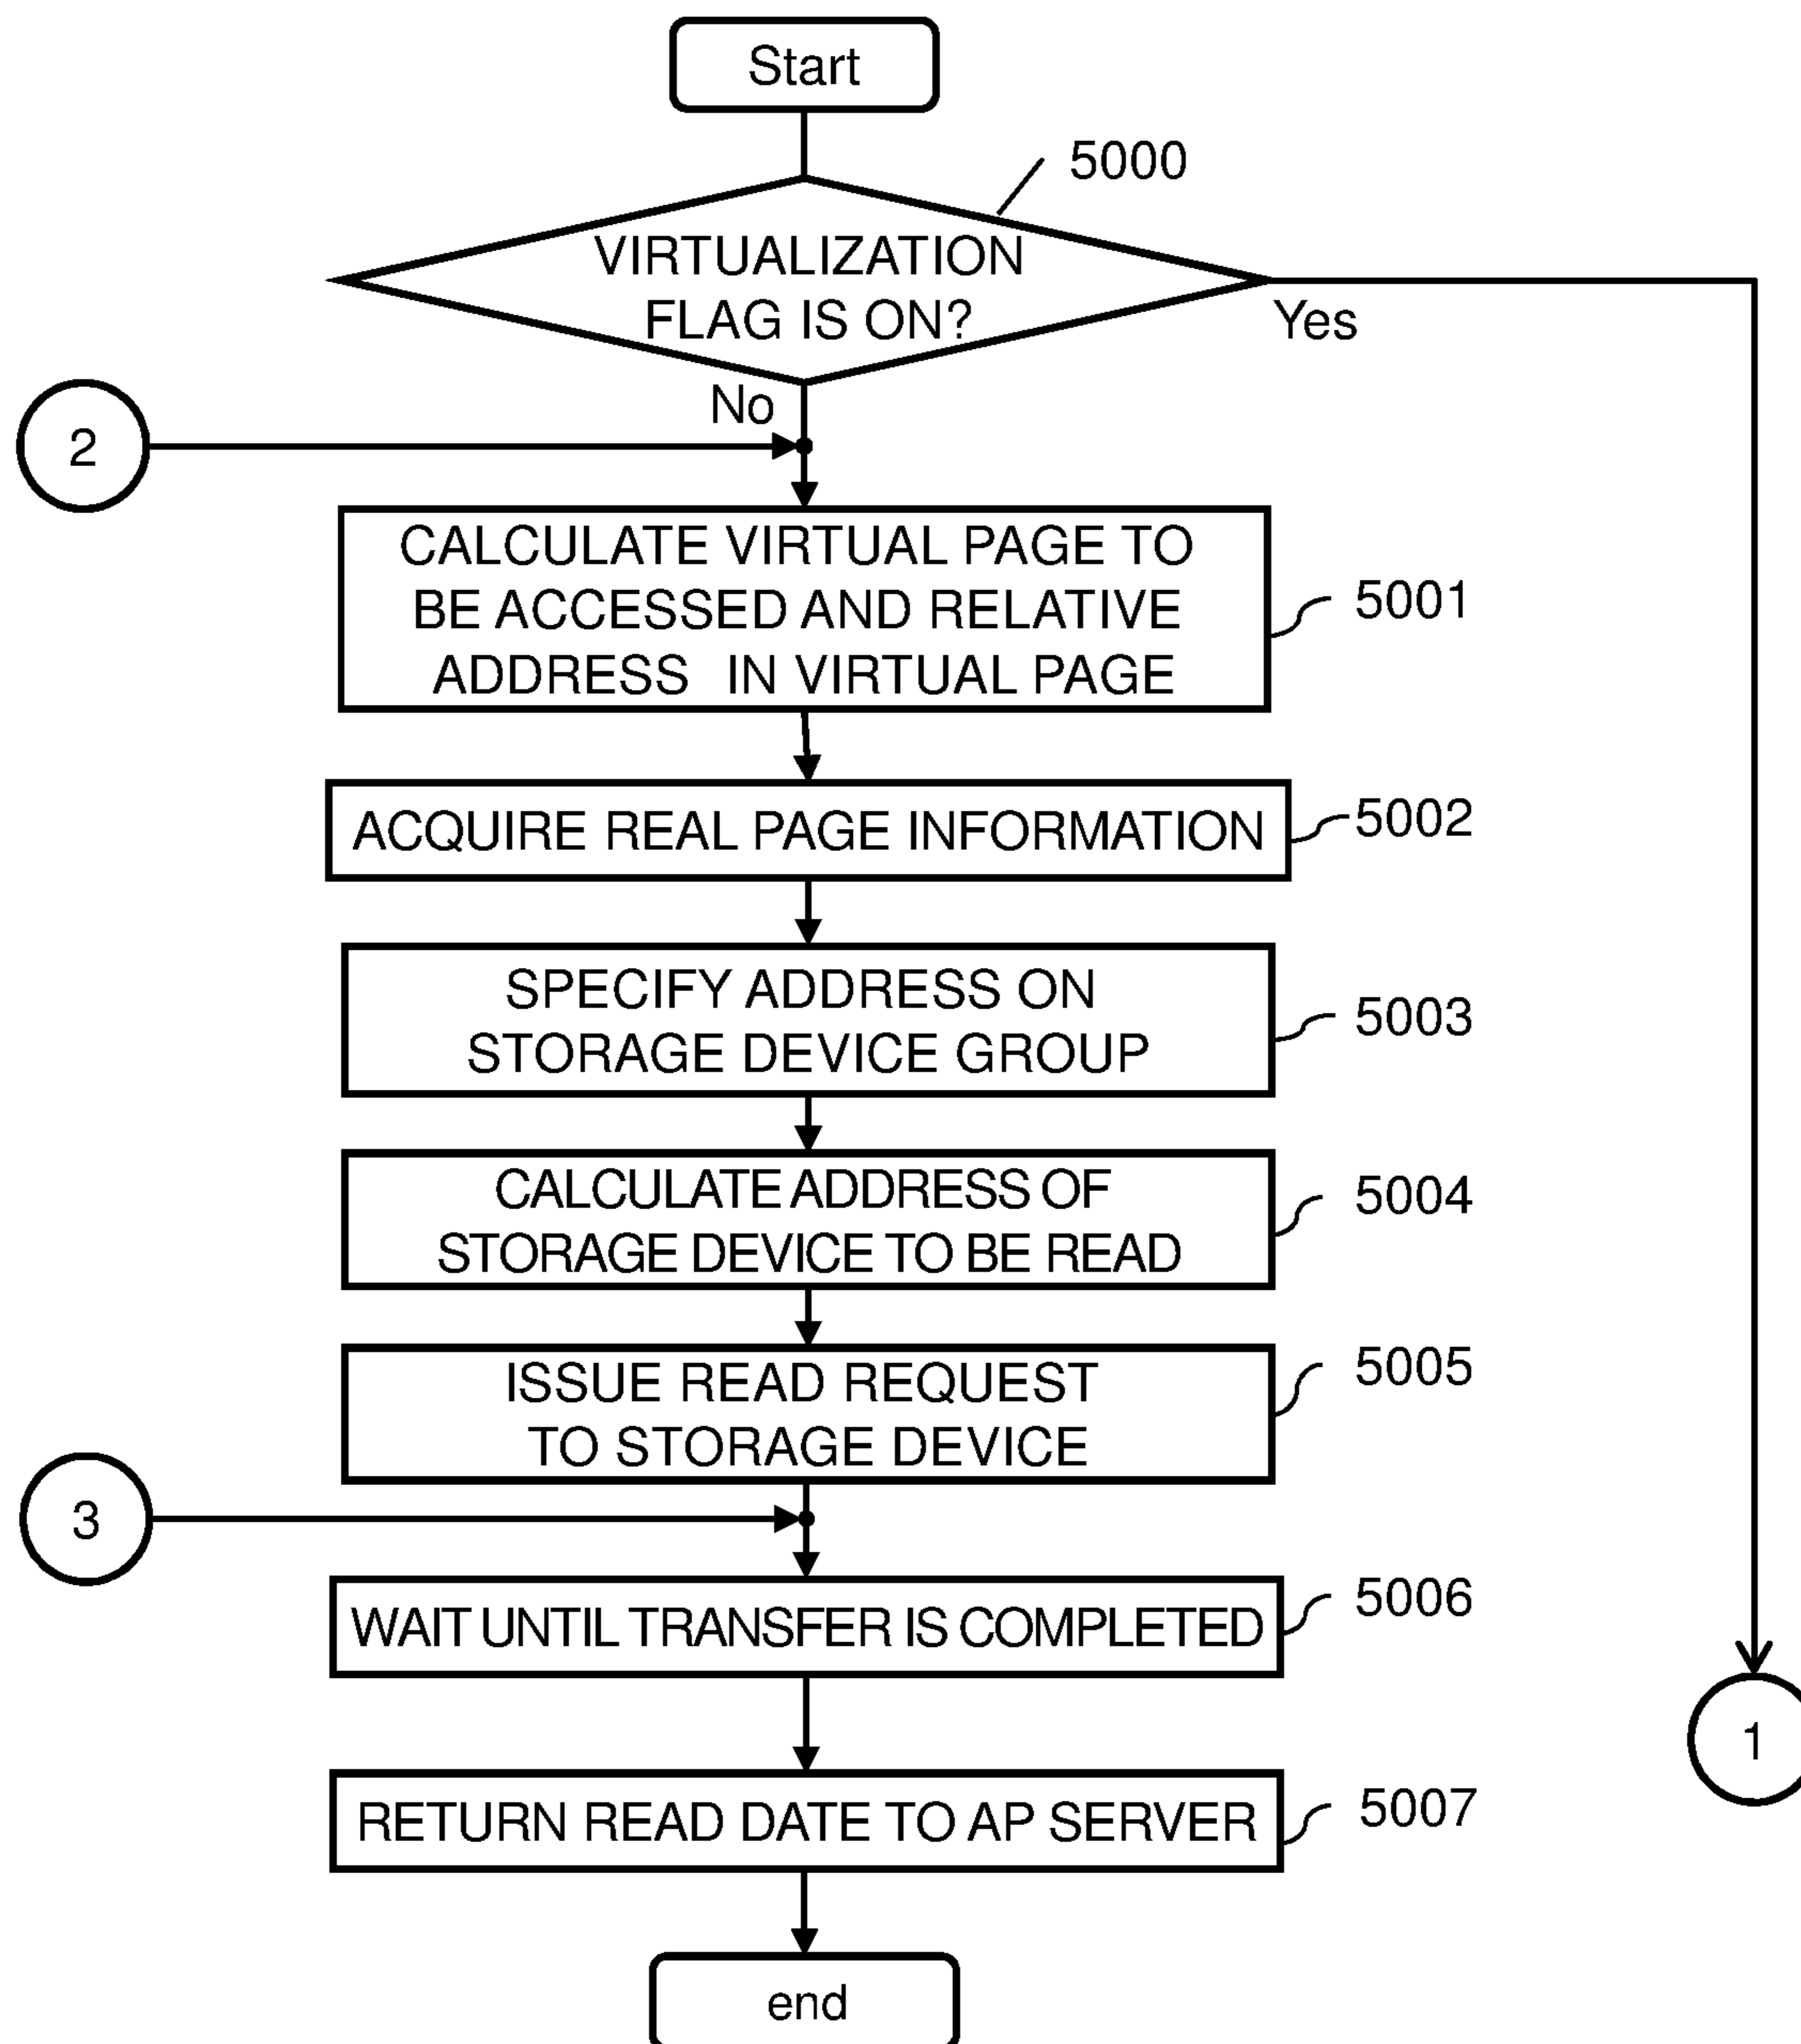 Start
5000
VIRTUALIZATION
FLAG IS ON?
Yes
No
2
CALCULATE VIRTUAL PAGE TO
BE ACCESSED AND RELATIVE
ADDRESS IN VIRTUAL PAGE
5001
ACQUIRE REAL PAGE INFORMATION
5002
SPECIFY ADDRESS ON
STORAGE DEVICE GROUP
5003
CALCULATE ADDRESS OF
STORAGE DEVICE TO BE READ
5004
ISSUE READ REQUEST
TO STORAGE DEVICE
5005
3
WAIT UNTIL TRANSFER IS COMPLETED
5006
1
RETURN READ DATE TO AP SERVER
5007
end